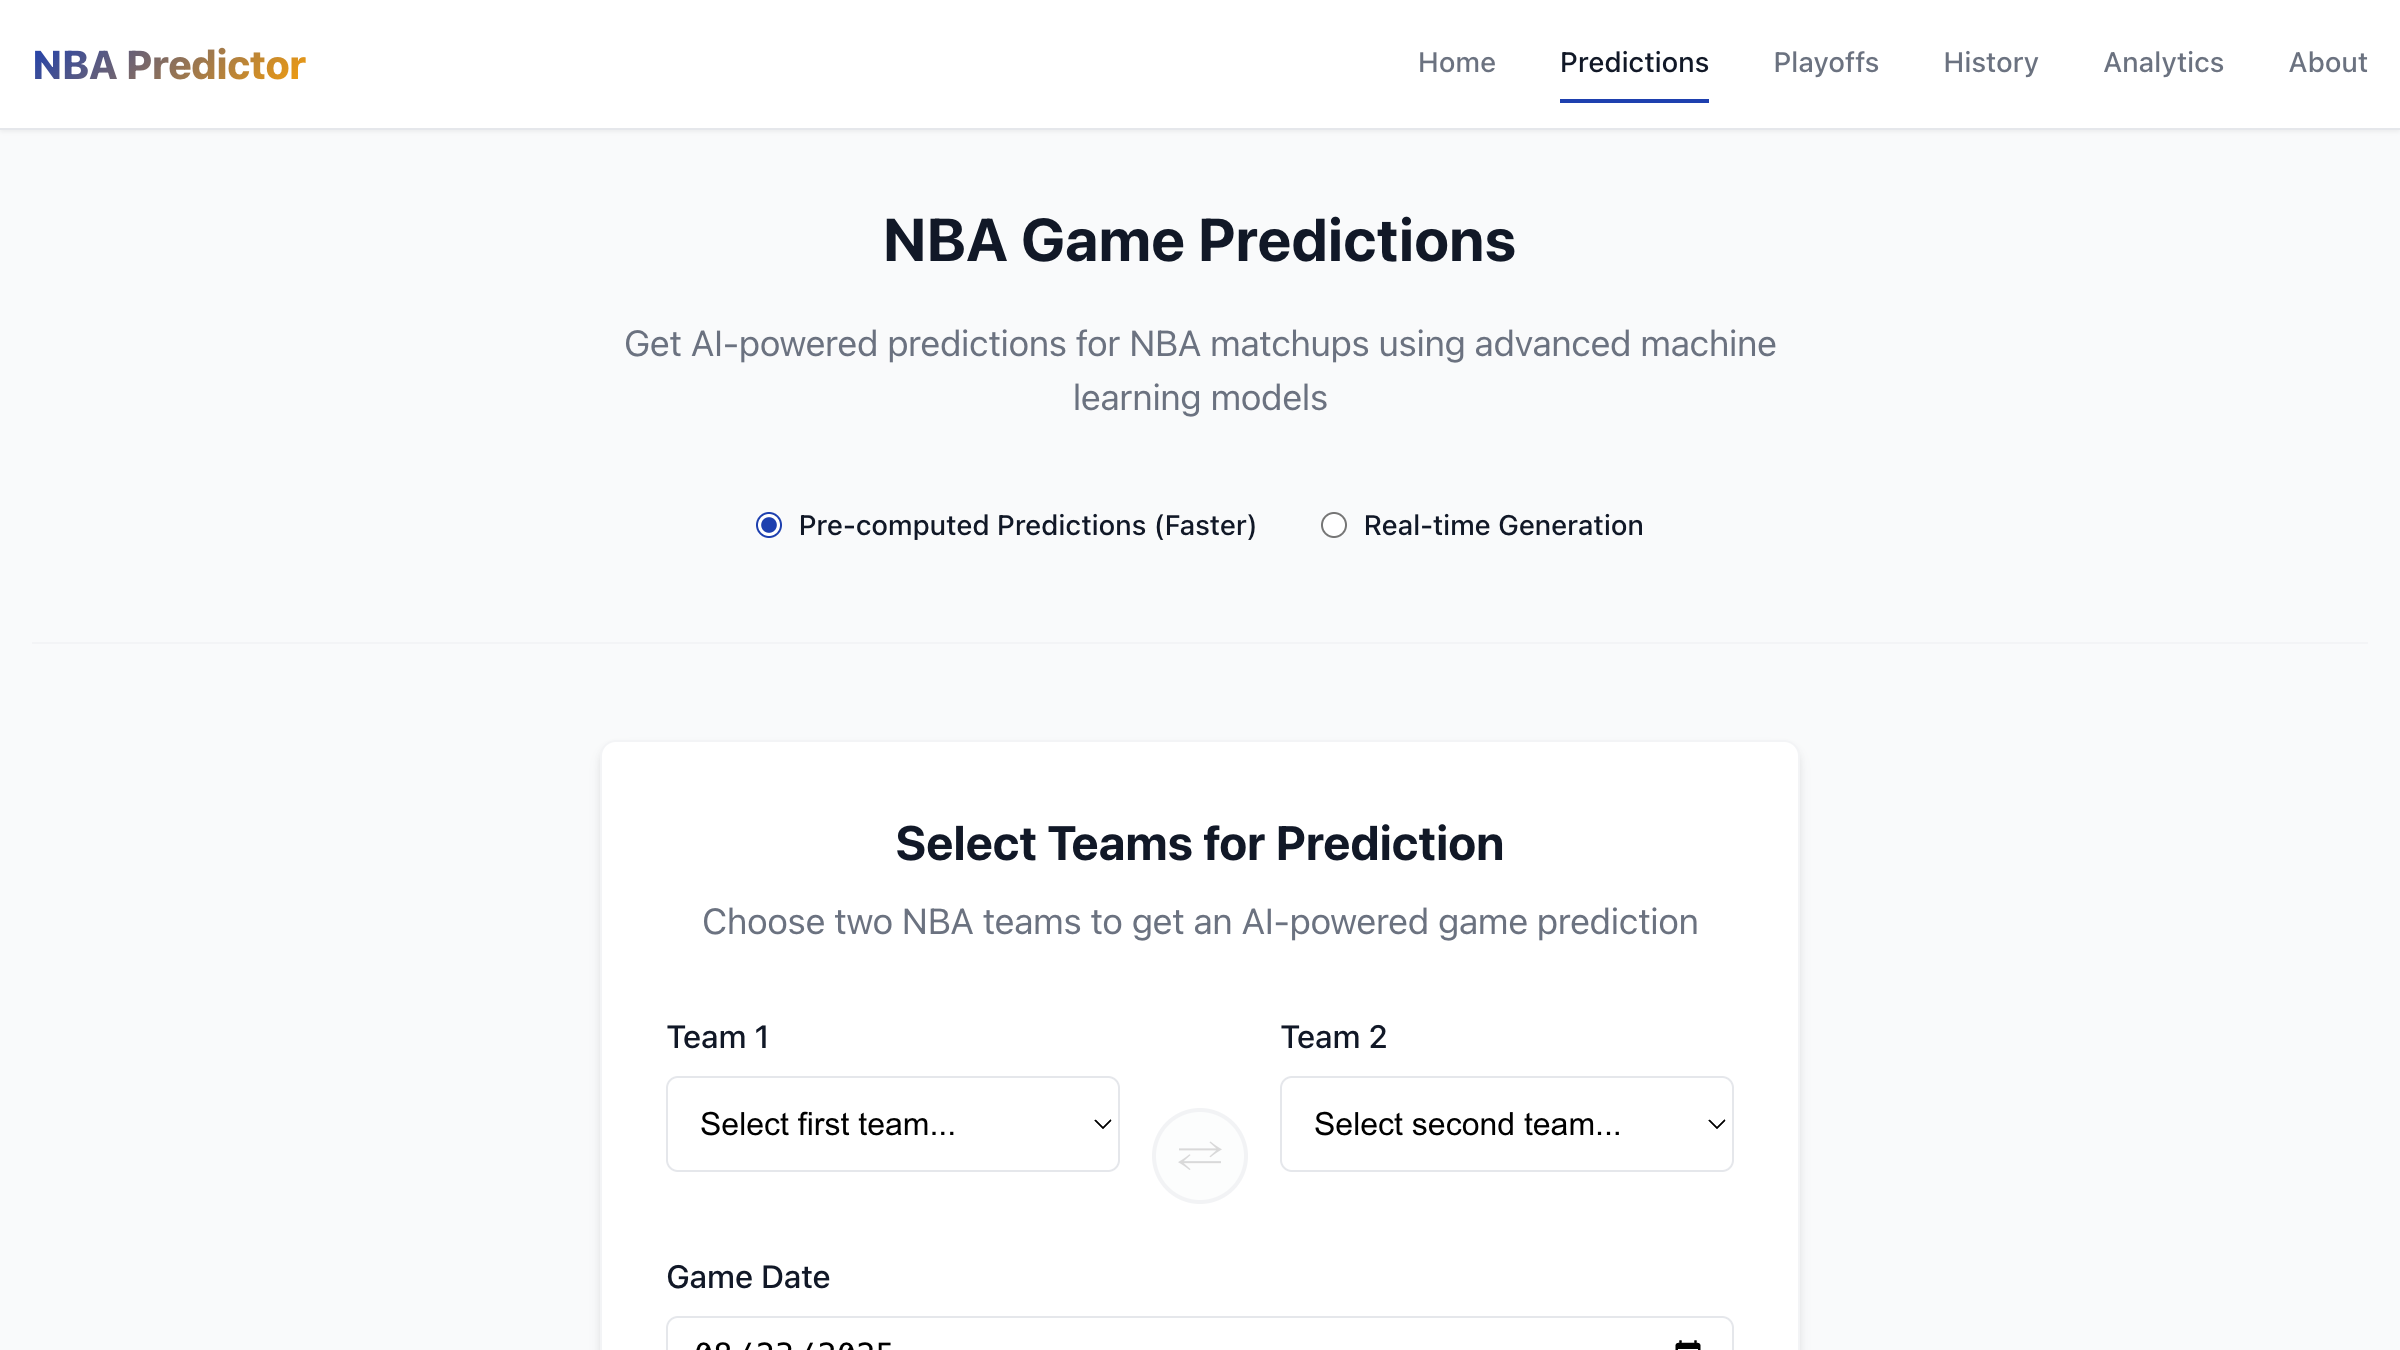 NBA Predictor
Home Predictions Playoffs History Analytics About
NBA Game Predictions
Get AI-powered predictions for NBA matchups using advanced machine
learning models
Pre-computed Predictions (Faster) Real-time Generation
Select Teams for Prediction
Choose two NBA teams to get an AI-powered game prediction
Team 1 Team 2
Select first team... Select second team...
Game Date